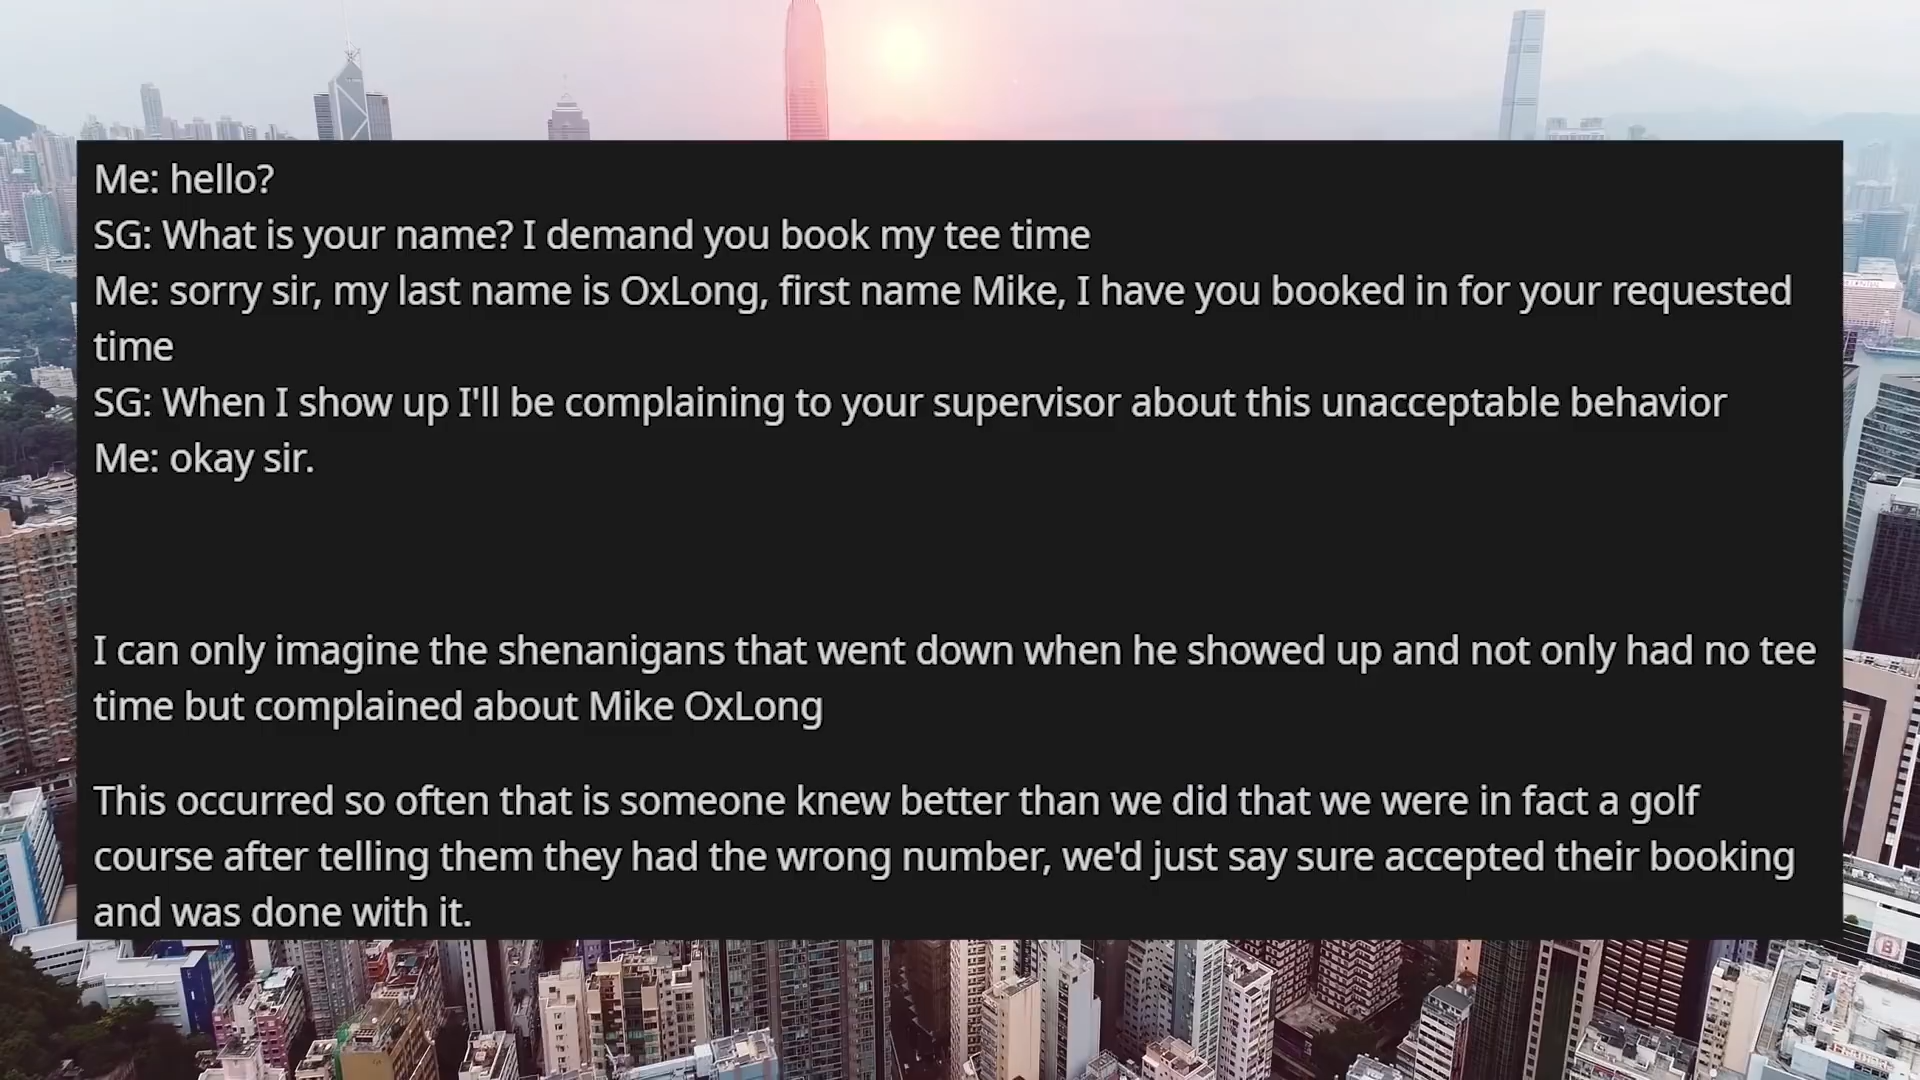 Me: hello?
SG: What is your name? I demand you book my tee time
Me: sorry sir, my last name is OxLong, first name Mike, I have you booked in for your requested
time
SG: When I show up I'll be complaining to your supervisor about this unacceptable behavior
Me: okay sir.
I can only imagine the shenanigans that went down when he showed up and not only had no tee
time but complained about Mike OxLong
This occurred so often that is someone knew better than we did that we were in fact a golf
course after telling them they had the wrong number, we'd just say sure accepted their booking
and was done with it.